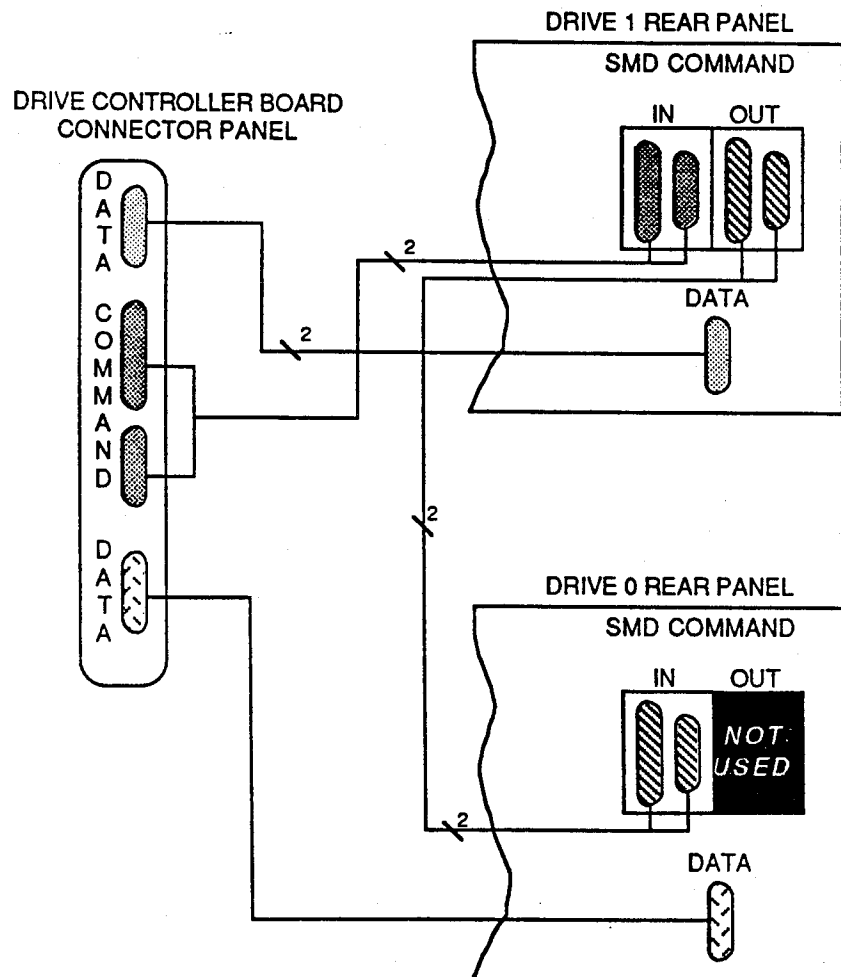 DRIVE 1 REAR PANEL
SMD COMMAND
IN OUT
DRIVE CONTROLLER BOARD
CONNECTOR PANEL
DATA
2
DATA
2
COMMAND
2
DATA
DRIVE 0 REAR PANEL
SMD COMMAND
IN OUT
NOT
USED
2
DATA